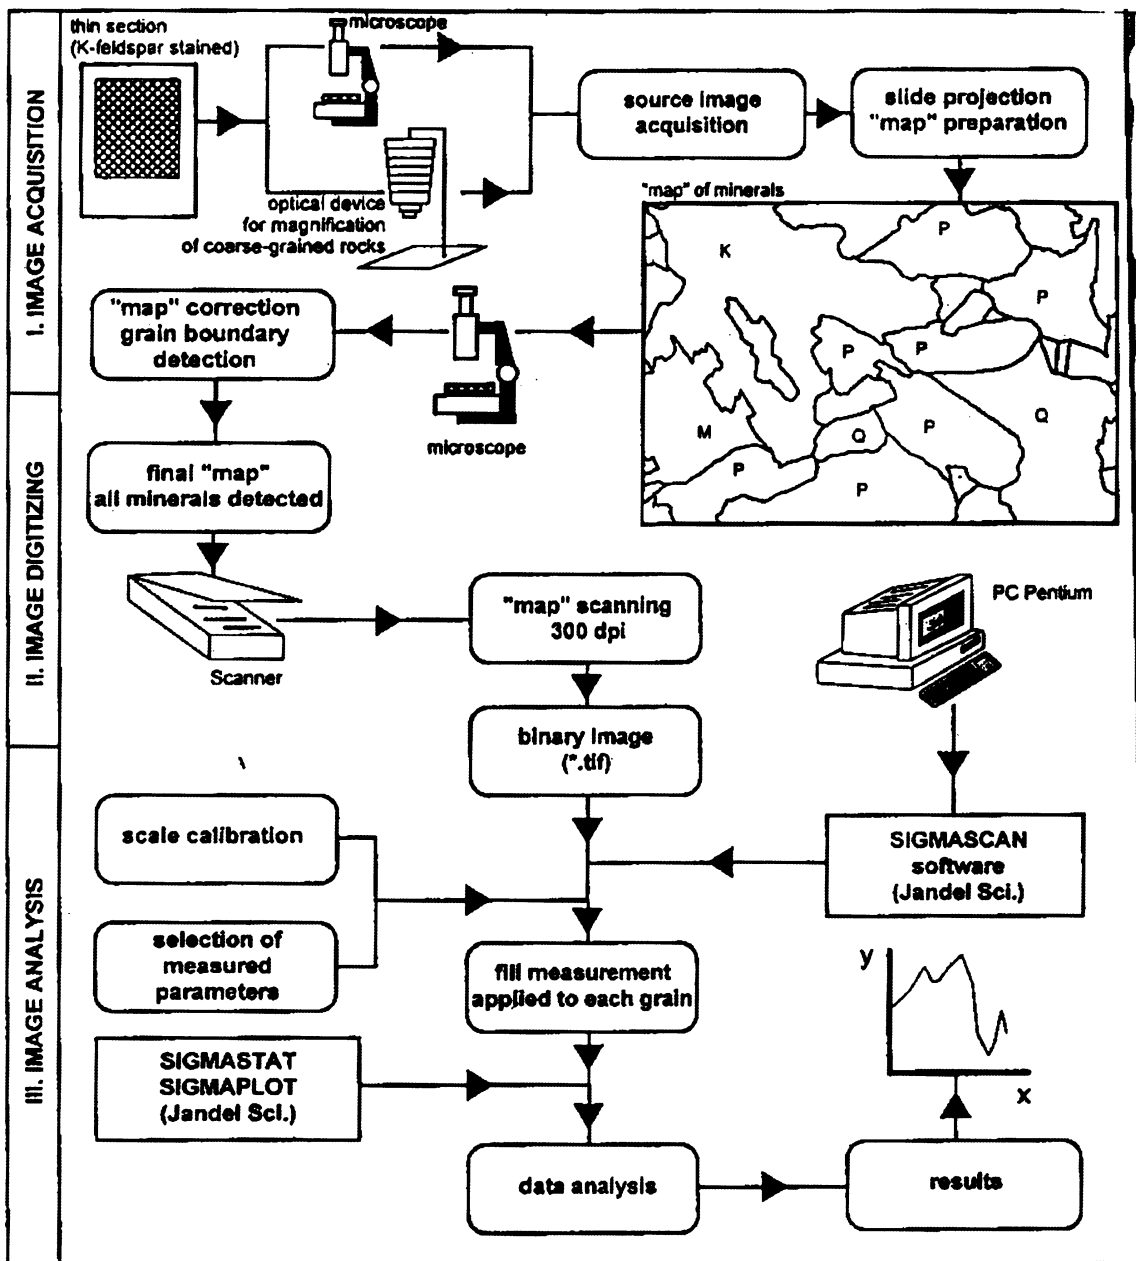 thin section
(K-feldspar stained)
microscope
source image
acquisition
slide projection
"map" preparation
optical device
for magnification
of coarse-grained rocks
"map" of minerals
I. IMAGE ACQUISITION
K
P
P
P
P
P
Q
Q
M
P
P
"map" correction
grain boundary
detection
microscope
final "map"
all minerals detected
II. IMAGE DIGITIZING
Scanner
"map" scanning
300 dpi
PC Pentium
binary image
(*.tif)
III. IMAGE ANALYSIS
scale calibration
SIGMASCAN
software
(Jandel Sci.)
selection of
measured
parameters
fill measurement
applied to each grain
y
x
SIGMASTAT
SIGMAPLOT
(Jandel Sci.)
data analysis
results